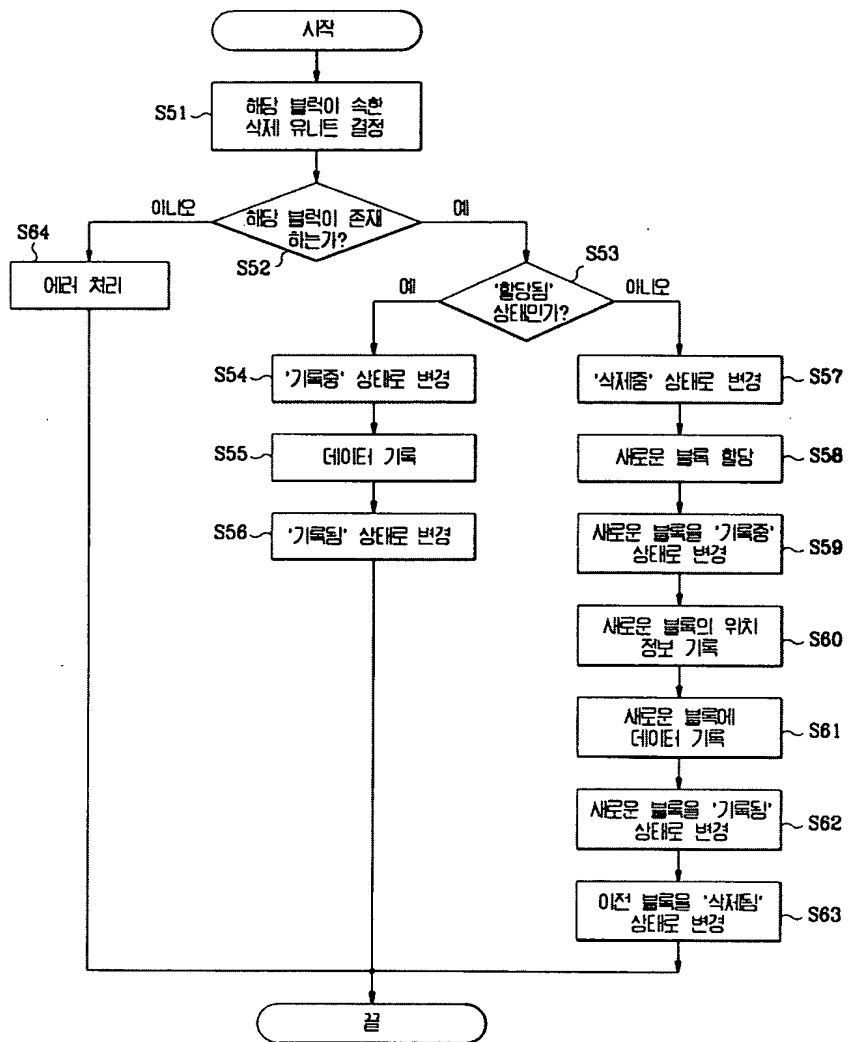 시작
S51
해당 블럭이 속한
삭제 유니트 결정
아니오
예
해당 블럭이 존재
하는가?
S52
S64
에러 처리
S53
예
아니오
'할당됨'
상태인가?
S54
'기록중' 상태로 변경
S55
데이터 기록
S56
'기록됨' 상태로 변경
'삭제중' 상태로 변경
S57
새로운 블록 할당
S58
새로운 블록을 '기록중'
상태로 변경
S59
새로운 블록의 위치
정보 기록
S60
새로운 블록에
데이터 기록
S61
새로운 블록을 '기록됨'
상태로 변경
S62
이전 블록을 '삭제됨'
상태로 변경
S63
끝